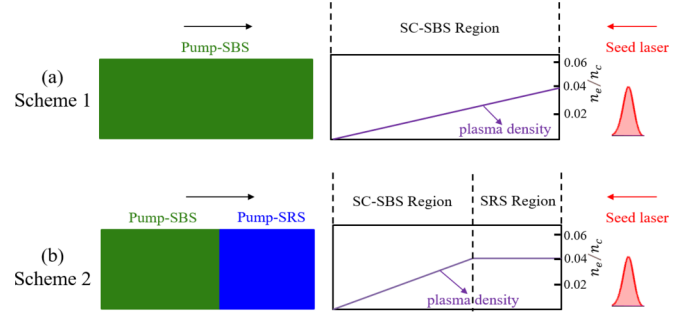 Pump-SBS
SC-SBS Region
Seed laser
(a)
Scheme 1
0.06
0.04
0.02
n_e/n_c
plasma density
SC-SBS Region
SRS Region
Pump-SBS
Pump-SRS
Seed laser
(b)
Scheme 2
0.06
0.04
0.02
n_e/n_c
plasma density